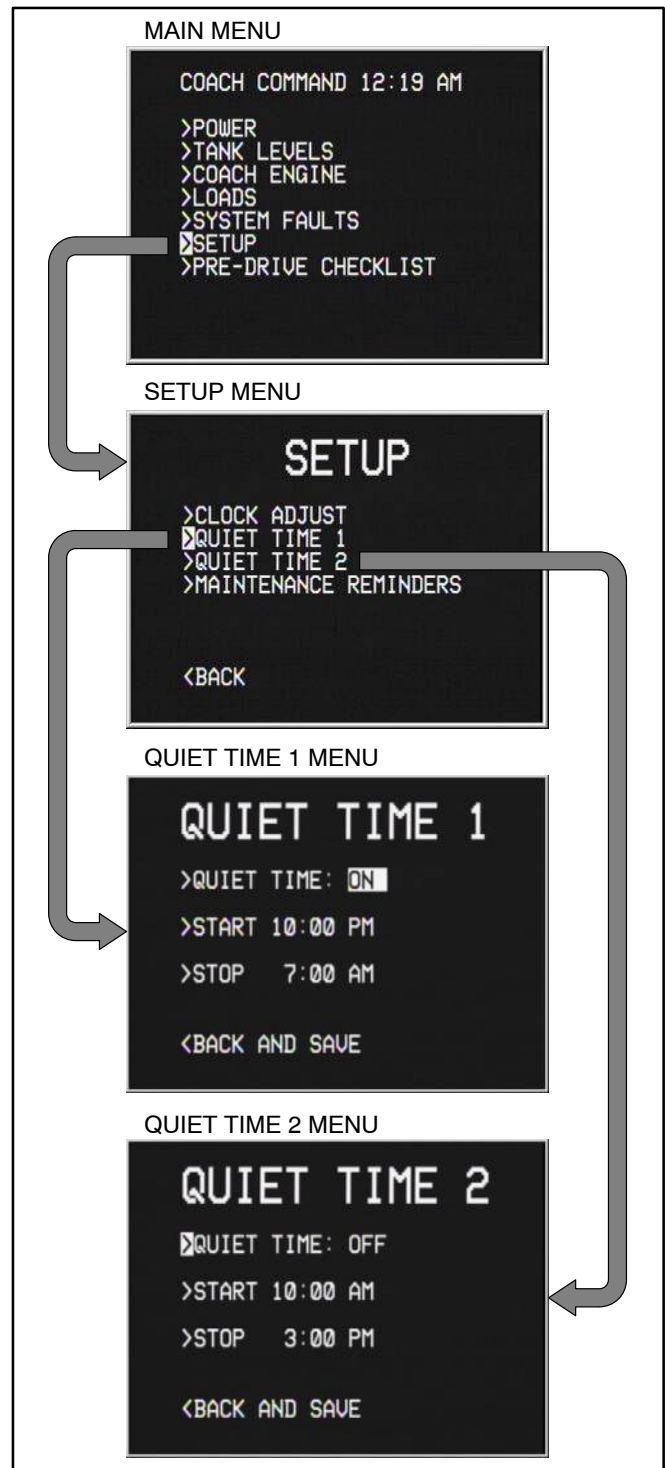 MAIN MENU
COACH COMMAND 12:19 AM
>POWER
>TANK LEVELS
>COACH ENGINE
>LOADS
>SYSTEM FAULTS
>SETUP
>PRE-DRIVE CHECKLIST
SETUP MENU
SETUP
>CLOCK ADJUST
>QUIET TIME 1
>QUIET TIME 2
>MAINTENANCE REMINDERS
<BACK
QUIET TIME 1 MENU
QUIET TIME 1
>QUIET TIME: ON
>START 10:00 PM
>STOP 7:00 AM
<BACK AND SAVE
QUIET TIME 2 MENU
QUIET TIME 2
>QUIET TIME: OFF
>START 10:00 AM
>STOP 3:00 PM
<BACK AND SAVE